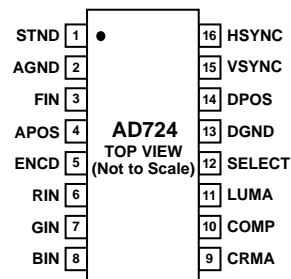 STND 1 16 HSYNC
AGND 2 15 VSYNC
FIN 3 14 DPOS
APOS 4 AD724 13 DGND
TOP VIEW
ENCD 5 (Not to Scale) 12 SELECT
RIN 6 11 LUMA
GIN 7 10 COMP
BIN 8 9 CRMA